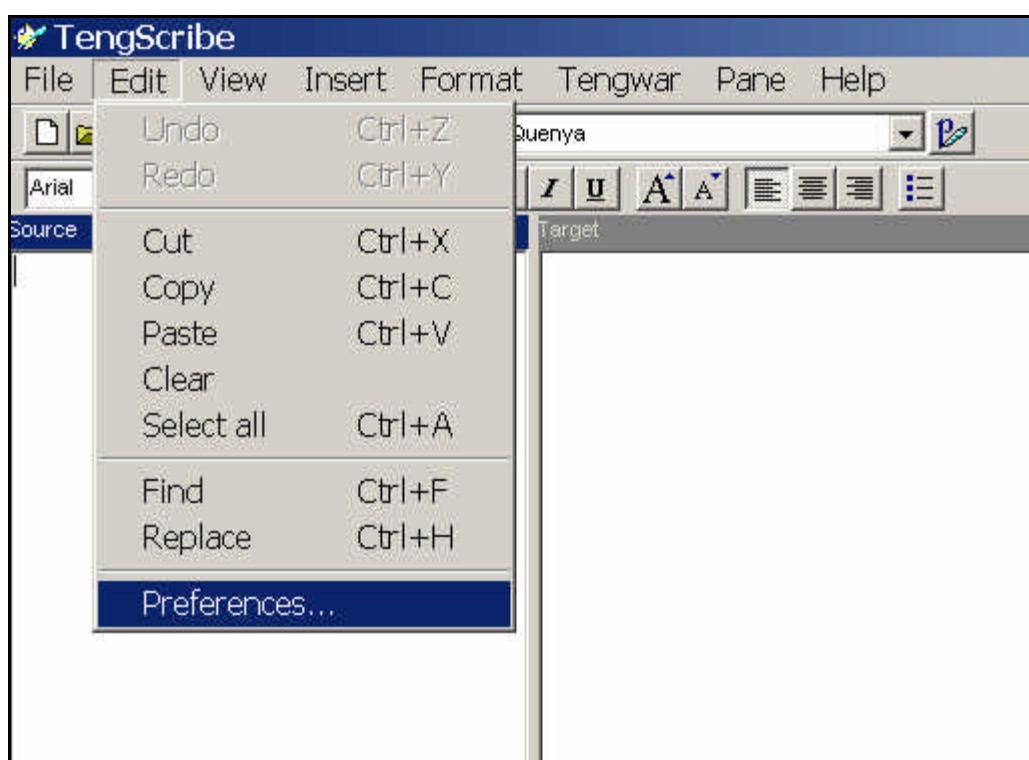 TengScribe
File Edit View Insert Format Tengwar Pane Help
Undo Ctrl+Z
Quenya
Redo Ctrl+Y
Arial
I U A A
Source
Target
Cut Ctrl+X
Copy Ctrl+C
Paste Ctrl+V
Clear
Select all Ctrl+A
Find Ctrl+F
Replace Ctrl+H
Preferences...